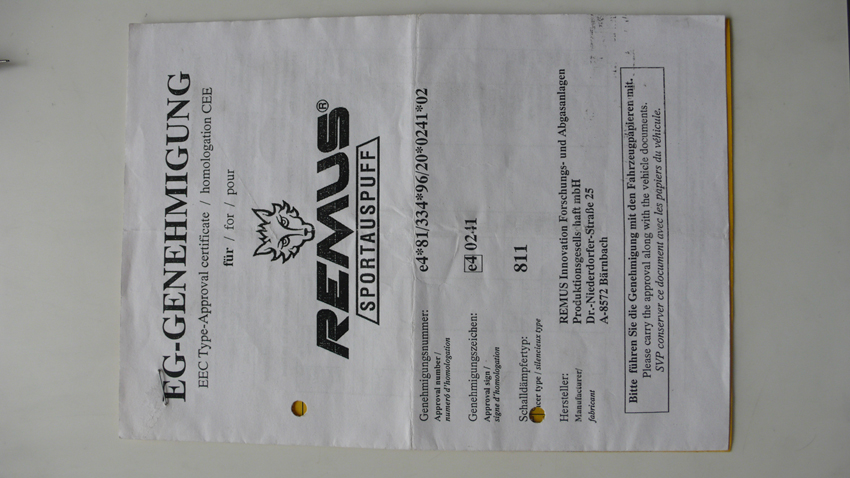 EG-GENEHMIGUNG
EEC Type-Approval certificate / homologation CEE
für / for / pour
REMUS®
SPORTAUSPUFF
Genehmigungsnummer: e4*81/334*96/20*0241*02
Approval number /
numeró d'homologation
Genehmigungszeichen: e4 0241
Approval sign /
signe d'homologation
Schalldämpfertyp: 811
cer type / silencieux type
Hersteller: REMUS Innovation Forschungs- und Abgasanlagen
Manufacturer/ Produktionsgesellschaft mbH
fabricant Dr.-Niederdorfer-Straße 25
A-8572 Bärnbach
Bitte führen Sie die Genehmigung mit den Fahrzeugpapieren mit.
Please carry the approval along with the vehicle documents.
SVP conserver ce document avec les papiers du véhicule.